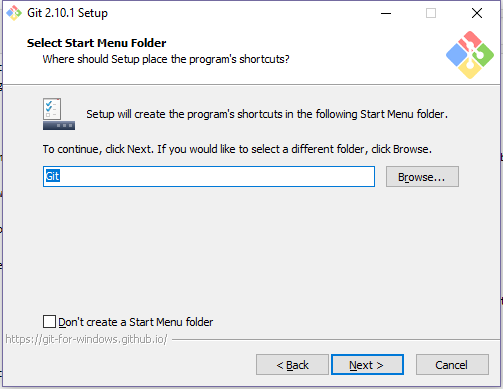 Git 2.10.1 Setup
Select Start Menu Folder
Where should Setup place the program's shortcuts?
Setup will create the program's shortcuts in the following Start Menu folder.
To continue, click Next. If you would like to select a different folder, click Browse.
Git
Browse...
Don't create a Start Menu folder
https://git-for-windows.github.io/
< Back
Next >
Cancel